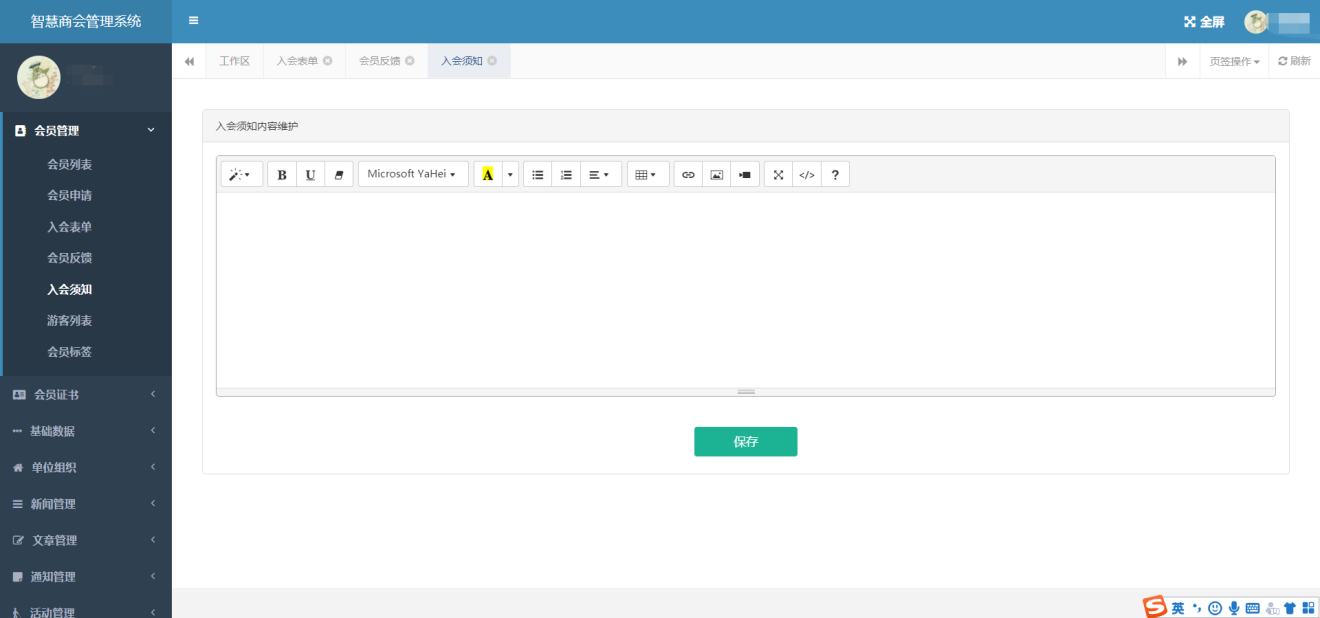 智慧商会管理系统
全屏
工作区 入会表单 会员反馈 入会须知 页签操作 刷新
会员管理
会员列表
会员申请
入会表单
会员反馈
入会须知
游客列表
会员标签
会员证书
基础数据
单位组织
新闻管理
文章管理
通知管理
活动管理
入会须知内容维护
B U Microsoft YaHei A </> ?
保存
S 英